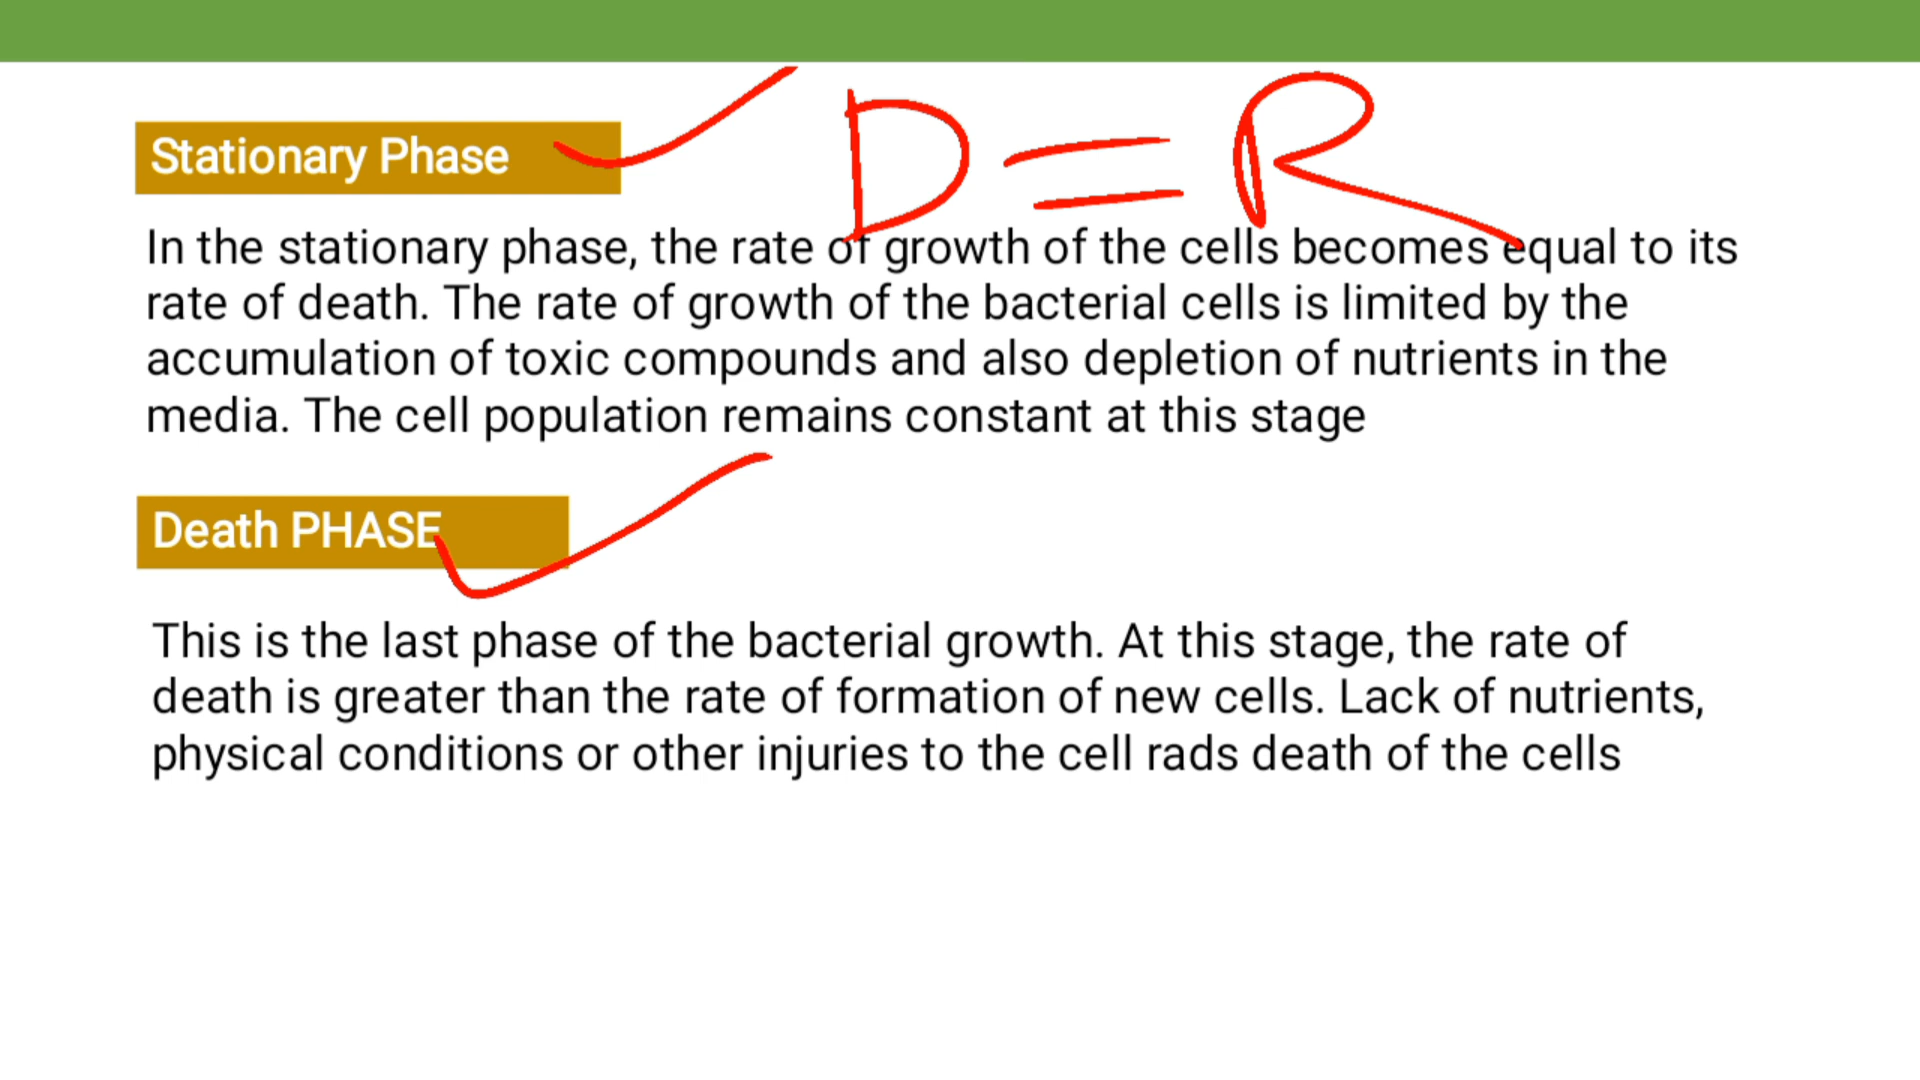 Stationary Phase
D = R
In the stationary phase, the rate of growth of the cells becomes equal to its
rate of death. The rate of growth of the bacterial cells is limited by the
accumulation of toxic compounds and also depletion of nutrients in the
media. The cell population remains constant at this stage
Death PHASE
This is the last phase of the bacterial growth. At this stage, the rate of
death is greater than the rate of formation of new cells. Lack of nutrients,
physical conditions or other injuries to the cell rads death of the cells